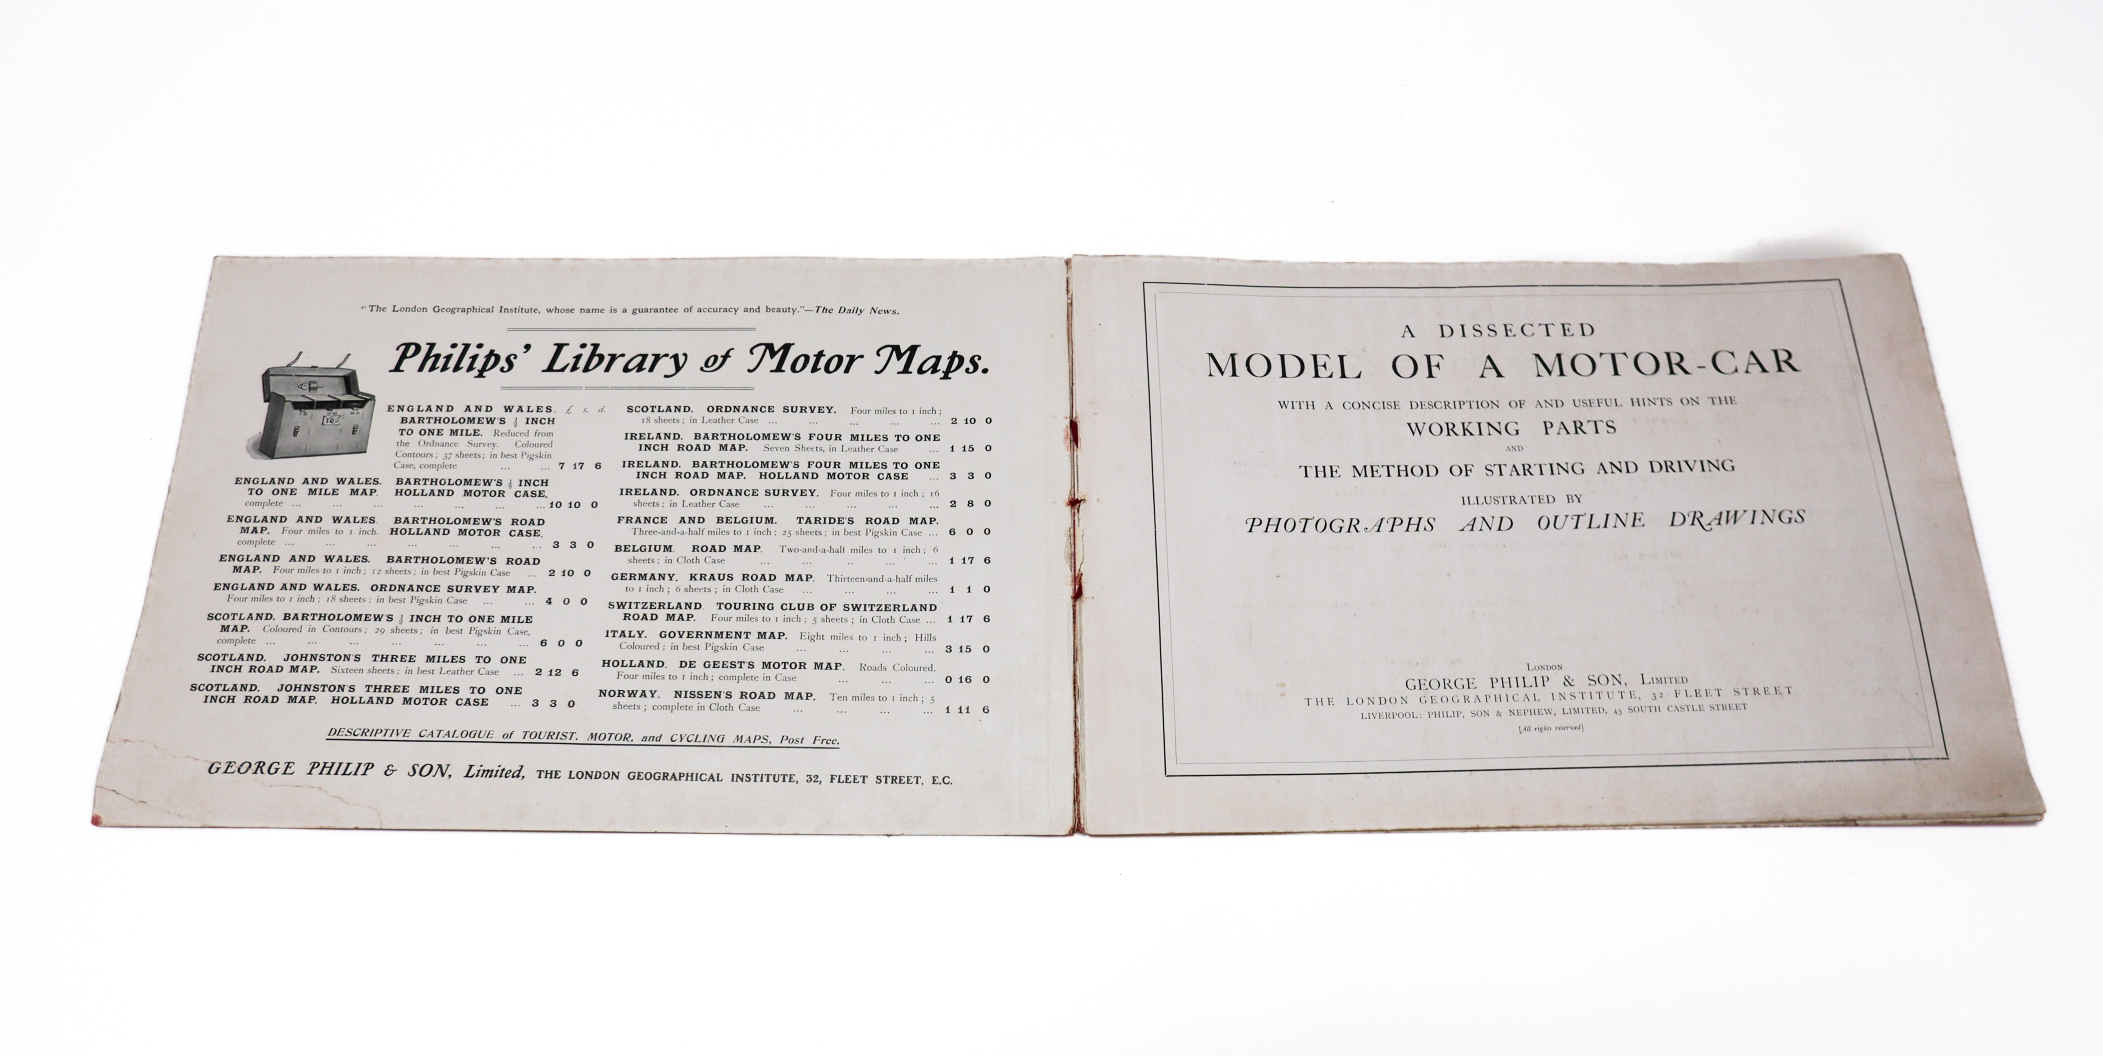 "The London Geographical Institute, whose name is a guarantee of accuracy and beauty."—The Daily News.
Philips' Library of Motor Maps.
ENGLAND AND WALES. £ s. d.
BARTHOLOMEW'S ½ INCH
TO ONE MILE. Reduced from
the Ordnance Survey. Coloured
Contours; 37 sheets; in best Pigskin
Case, complete ... ... 7 17 6
ENGLAND AND WALES. BARTHOLOMEW'S ½ INCH
TO ONE MILE MAP. HOLLAND MOTOR CASE,
complete ... ... ... ... ... ... ... 10 10 0
ENGLAND AND WALES. BARTHOLOMEW'S ROAD
MAP. Four miles to 1 inch. HOLLAND MOTOR CASE,
complete ... ... ... ... ... ... ... 3 3 0
ENGLAND AND WALES. BARTHOLOMEW'S ROAD
MAP. Four miles to 1 inch; 12 sheets; in best Pigskin Case ... 2 10 0
ENGLAND AND WALES. ORDNANCE SURVEY MAP.
Four miles to 1 inch; 18 sheets; in best Pigskin Case ... ... 4 0 0
SCOTLAND. BARTHOLOMEW'S ½ INCH TO ONE MILE
MAP. Coloured in Contours; 29 sheets; in best Pigskin Case,
complete ... ... ... ... ... ... ... 6 0 0
SCOTLAND. JOHNSTON'S THREE MILES TO ONE
INCH ROAD MAP. Sixteen sheets; in best Leather Case ... 2 12 6
SCOTLAND. JOHNSTON'S THREE MILES TO ONE
INCH ROAD MAP. HOLLAND MOTOR CASE ... 3 3 0
SCOTLAND. ORDNANCE SURVEY. Four miles to 1 inch;
18 sheets; in Leather Case ... ... ... ... ... 2 10 0
IRELAND. BARTHOLOMEW'S FOUR MILES TO ONE
INCH ROAD MAP. Seven Sheets, in Leather Case ... 1 15 0
IRELAND. BARTHOLOMEW'S FOUR MILES TO ONE
INCH ROAD MAP. HOLLAND MOTOR CASE ... 3 3 0
IRELAND. ORDNANCE SURVEY. Four miles to 1 inch; 16
sheets; in Leather Case ... ... ... ... ... 2 8 0
FRANCE AND BELGIUM. TARIDE'S ROAD MAP.
Three-and-a-half miles to 1 inch; 25 sheets; in best Pigskin Case ... 6 0 0
BELGIUM. ROAD MAP. Two-and-a-half miles to 1 inch; 6
sheets; in Cloth Case ... ... .. ... ... 1 17 6
GERMANY. KRAUS ROAD MAP. Thirteen-and-a-half miles
to 1 inch; 6 sheets; in Cloth Case ... ... ... ... 1 1 0
SWITZERLAND. TOURING CLUB OF SWITZERLAND
ROAD MAP. Four miles to 1 inch; 5 sheets; in Cloth Case ... 1 17 6
ITALY. GOVERNMENT MAP. Eight miles to 1 inch; Hills
Coloured; in best Pigskin Case ... ... ... ... 3 15 0
HOLLAND. DE GEEST'S MOTOR MAP. Roads Coloured.
Four miles to 1 inch; complete in Case ... ... ... 0 16 0
NORWAY. NISSEN'S ROAD MAP. Ten miles to 1 inch; 5
sheets; complete in Cloth Case ... ... ... ... 1 11 6
DESCRIPTIVE CATALOGUE of TOURIST, MOTOR, and CYCLING MAPS, Post Free.
GEORGE PHILIP & SON, Limited, THE LONDON GEOGRAPHICAL INSTITUTE, 32, FLEET STREET, E.C.
A DISSECTED
MODEL OF A MOTOR-CAR
WITH A CONCISE DESCRIPTION OF AND USEFUL HINTS ON THE
WORKING PARTS
AND
THE METHOD OF STARTING AND DRIVING
ILLUSTRATED BY
PHOTOGRAPHS AND OUTLINE DRAWINGS
LONDON
GEORGE PHILIP & SON, LIMITED
THE LONDON GEOGRAPHICAL INSTITUTE, 32 FLEET STREET
LIVERPOOL: PHILIP, SON & NEPHEW, LIMITED, 45 SOUTH CASTLE STREET
[All rights reserved]